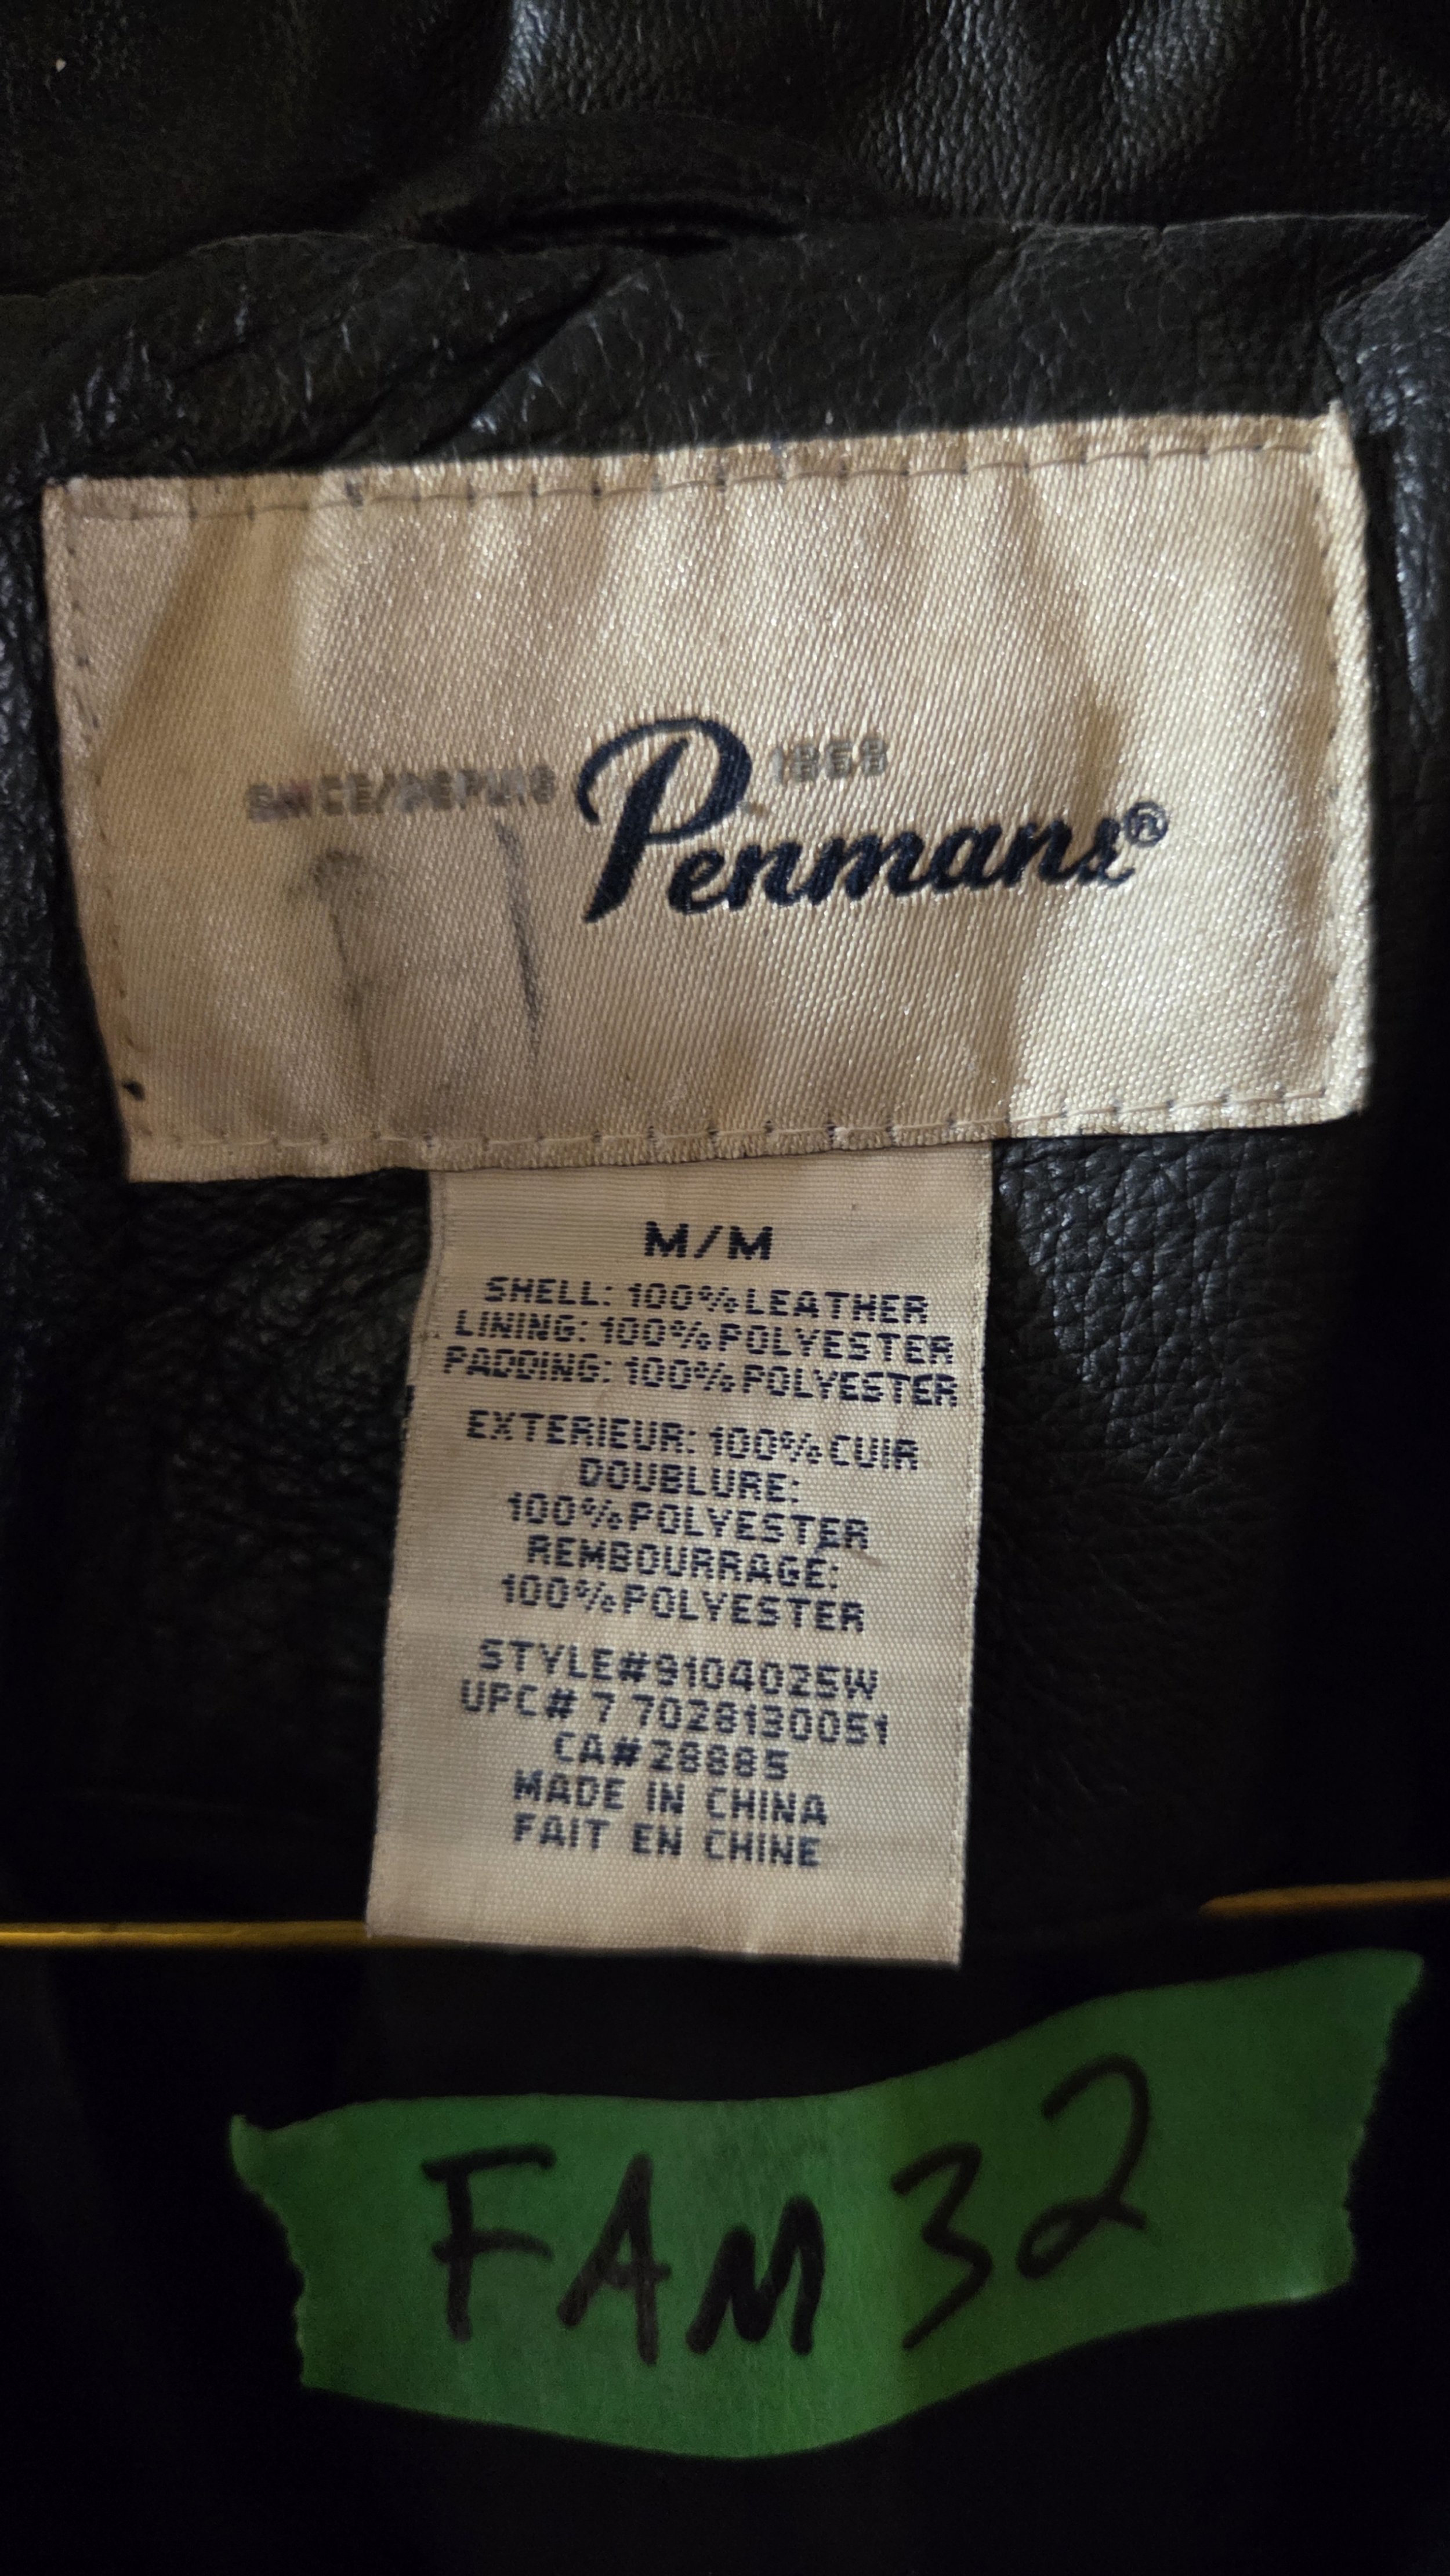 SINCE/DEPUIS Penmans® 1868
M/M
SHELL: 100% LEATHER
LINING: 100% POLYESTER
PADDING: 100% POLYESTER
EXTERIEUR: 100% CUIR
DOUBLURE:
100% POLYESTER
REMBOURRAGE:
100% POLYESTER
STYLE#9104025W
UPC# 7 7028130051
CA#28885
MADE IN CHINA
FAIT EN CHINE
FAM 32